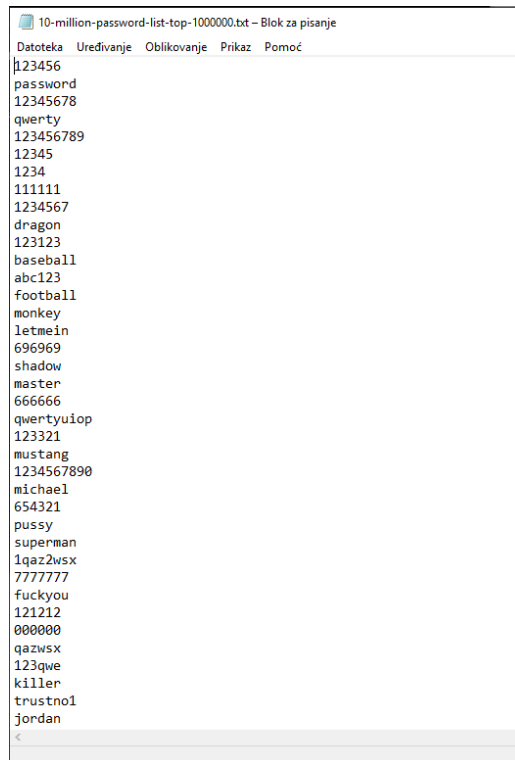 10-million-password-list-top-1000000.txt – Blok za pisanje
Datoteka Uređivanje Oblikovanje Prikaz Pomoć
123456
password
12345678
qwerty
123456789
12345
1234
111111
1234567
dragon
123123
baseball
abc123
football
monkey
letmein
696969
shadow
master
666666
qwertyuiop
123321
mustang
1234567890
michael
654321
pussy
superman
1qaz2wsx
7777777
fuckyou
121212
000000
qazwsx
123qwe
killer
trustno1
jordan